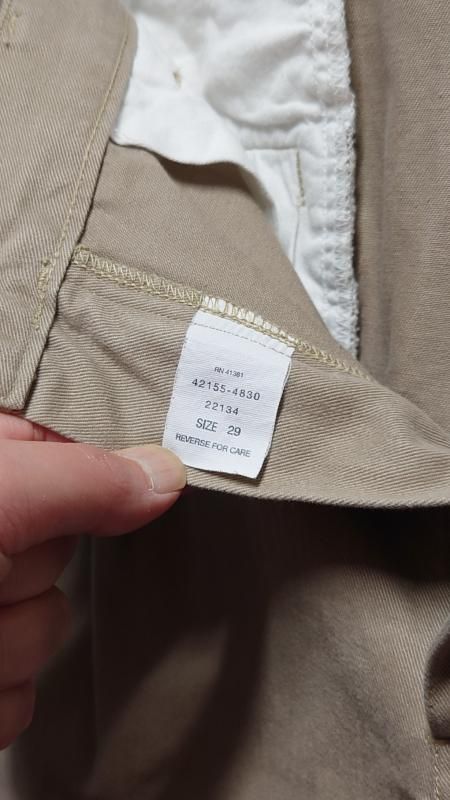 RN 41381
42155-4830
22134
SIZE 29
REVERSE FOR CARE